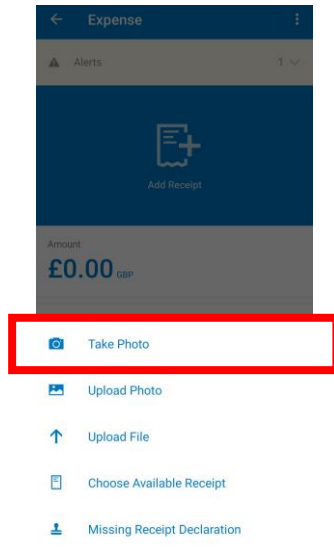 Expense
Alerts 1
Add Receipt
Amount
£0.00 GBP
Take Photo
Upload Photo
Upload File
Choose Available Receipt
Missing Receipt Declaration